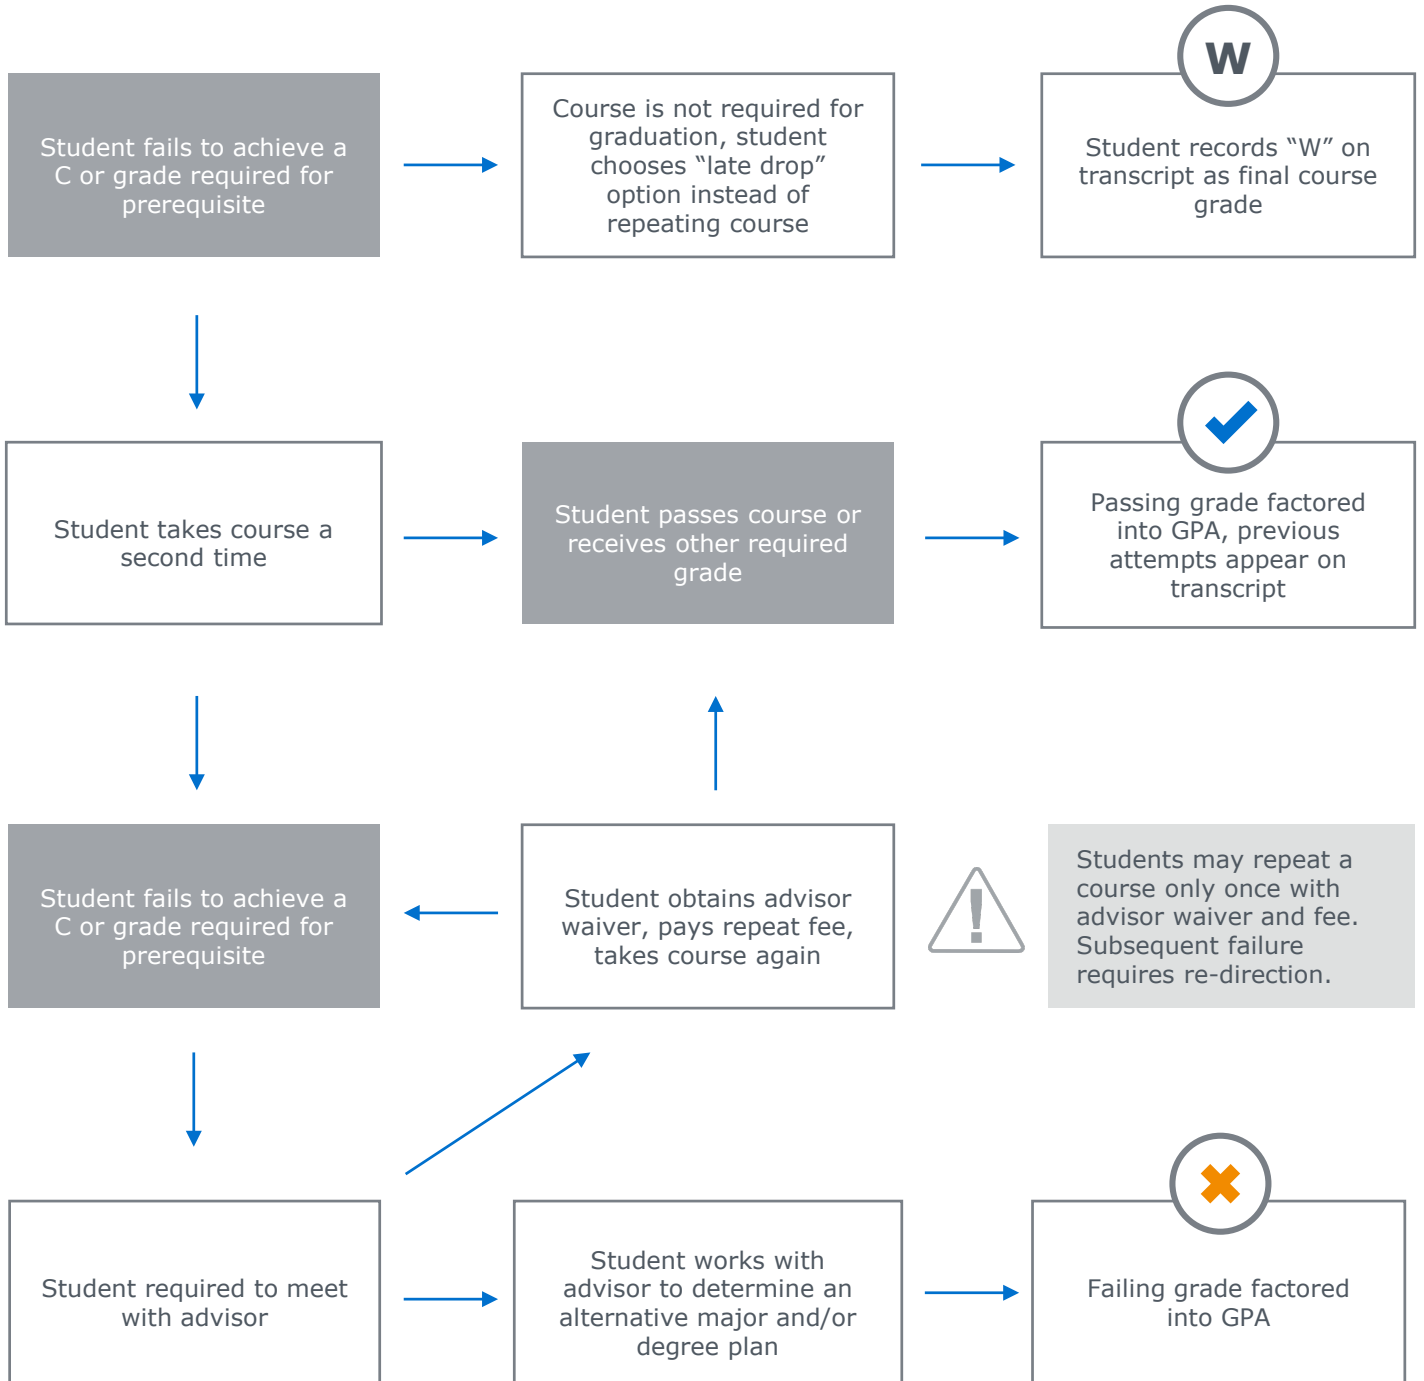 W
Student fails to achieve a
C or grade required for
prerequisite
Course is not required for
graduation, student
chooses “late drop”
option instead of
repeating course
Student records “W” on
transcript as final course
grade
Student takes course a
second time
Student passes course or
receives other required
grade
Passing grade factored
into GPA, previous
attempts appear on
transcript
Student fails to achieve a
C or grade required for
prerequisite
Student obtains advisor
waiver, pays repeat fee,
takes course again
!
Students may repeat a
course only once with
advisor waiver and fee.
Subsequent failure
requires re-direction.
Student required to meet
with advisor
Student works with
advisor to determine an
alternative major and/or
degree plan
Failing grade factored
into GPA